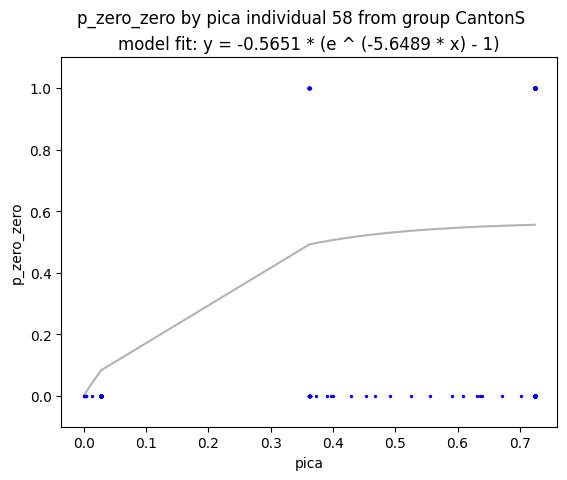 p_zero_zero by pica individual 58 from group CantonS
model fit: y = -0.5651 * (e ^ (-5.6489 * x) - 1)
1.0
0.8
0.6
0.4
0.2
0.0
p_zero_zero
0.0 0.1 0.2 0.3 0.4 0.5 0.6 0.7
pica